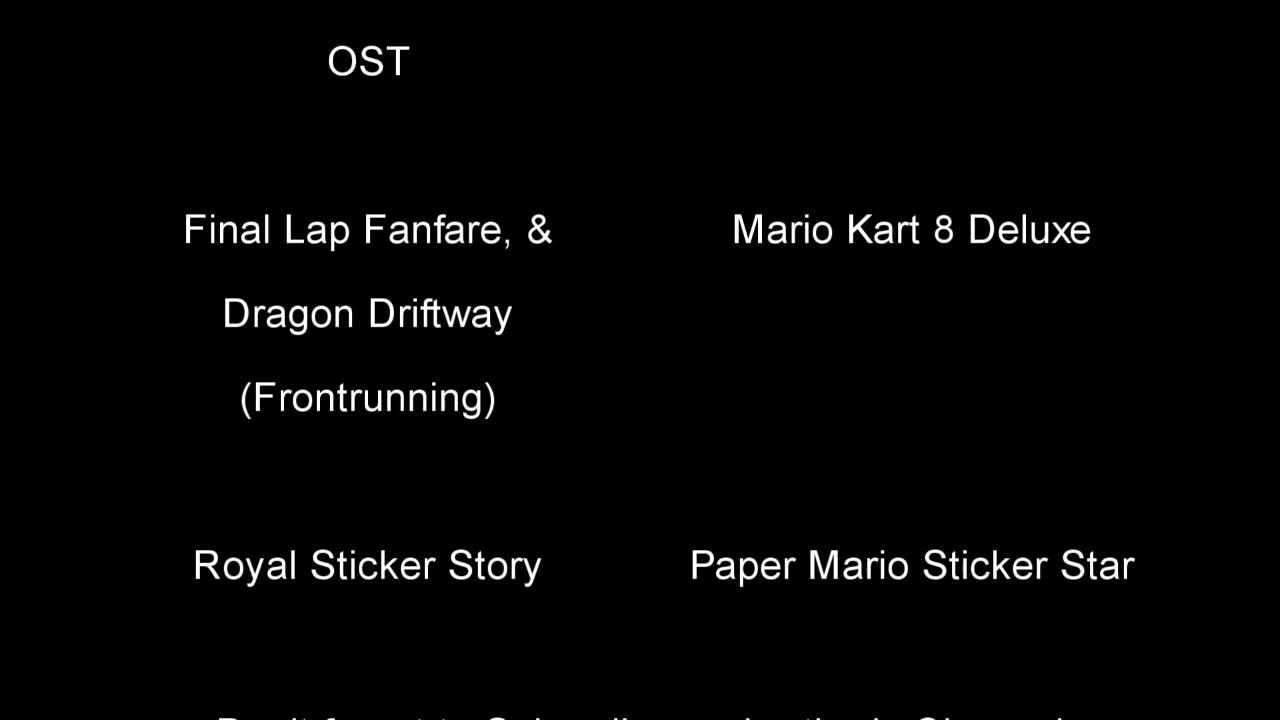 OST
Final Lap Fanfare, & Mario Kart 8 Deluxe
Dragon Driftway
(Frontrunning)
Royal Sticker Story Paper Mario Sticker Star